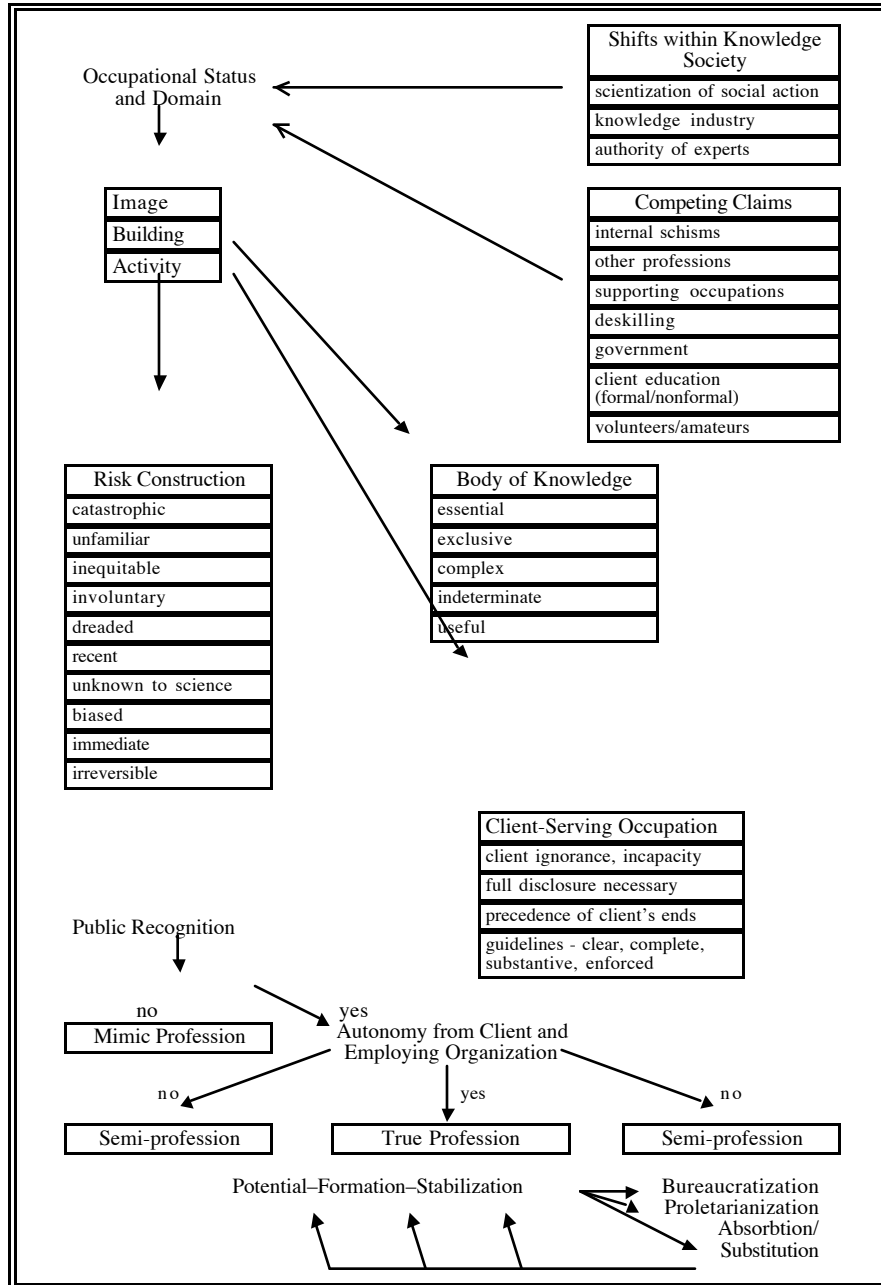 Shifts within Knowledge
Society
scientization of social action
knowledge industry
authority of experts
Occupational Status
and Domain
Image
Building
Activity
Competing Claims
internal schisms
other professions
supporting occupations
deskilling
government
client education
(formal/nonformal)
volunteers/amateurs
Risk Construction
catastrophic
unfamiliar
inequitable
involuntary
dreaded
recent
unknown to science
biased
immediate
irreversible
Body of Knowledge
essential
exclusive
complex
indeterminate
useful
Client-Serving Occupation
client ignorance, incapacity
full disclosure necessary
precedence of client's ends
guidelines - clear, complete,
substantive, enforced
Public Recognition
no
yes
Mimic Profession
Autonomy from Client and
Employing Organization
no
yes
no
Semi-profession
True Profession
Semi-profession
Potential–Formation–Stabilization
Bureaucratization
Proletarianization
Absorbtion/
Substitution